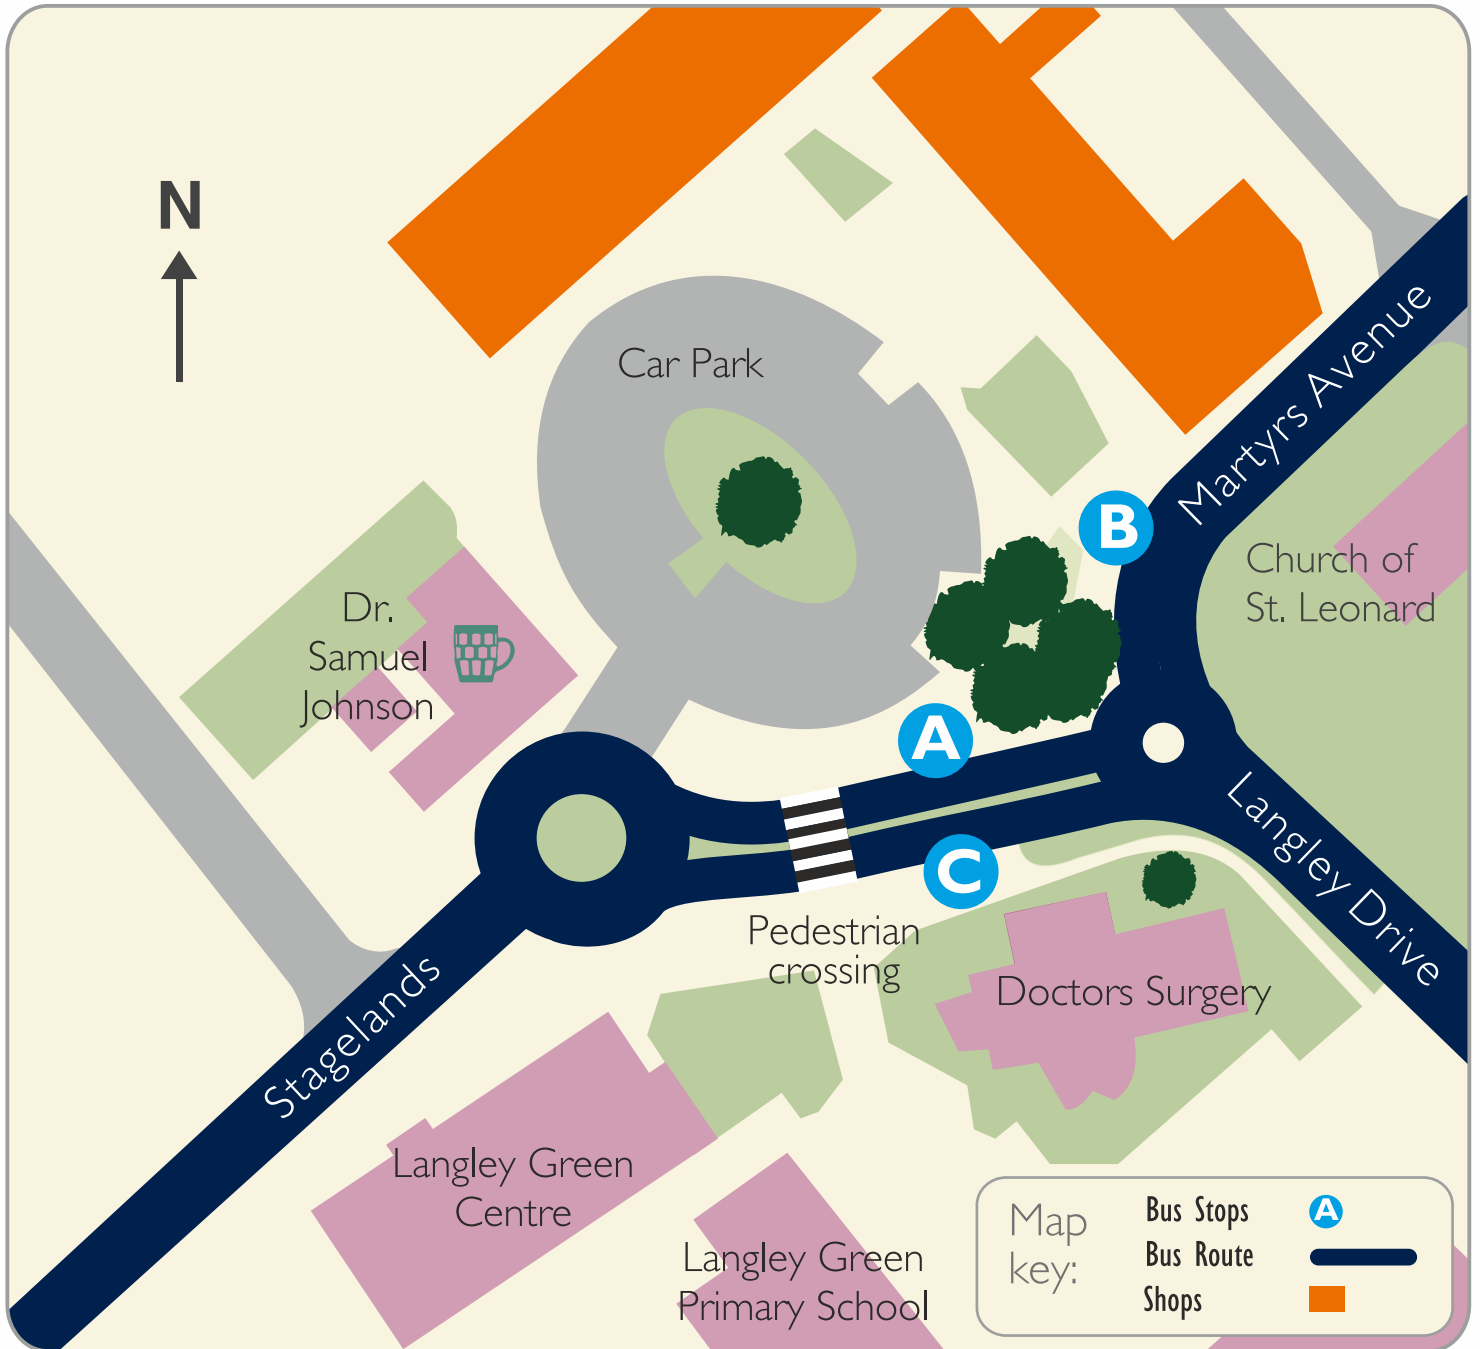 N
Car Park
Martyrs Avenue
B
Church of
St. Leonard
Dr.
Samuel
Johnson
A
C
Langley Drive
Pedestrian
crossing
Doctors Surgery
Stagelands
Langley Green
Centre
Langley Green
Primary School
Map
key:
Bus Stops
A
Bus Route
Shops